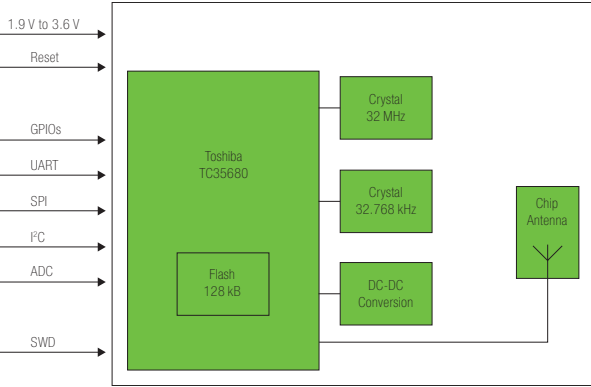 1.9 V to 3.6 V
Reset
GPIOs
UART
SPI
I²C
ADC
SWD
Toshiba
TC35680
Flash
128 kB
Crystal
32 MHz
Crystal
32.768 kHz
DC-DC
Conversion
Chip
Antenna